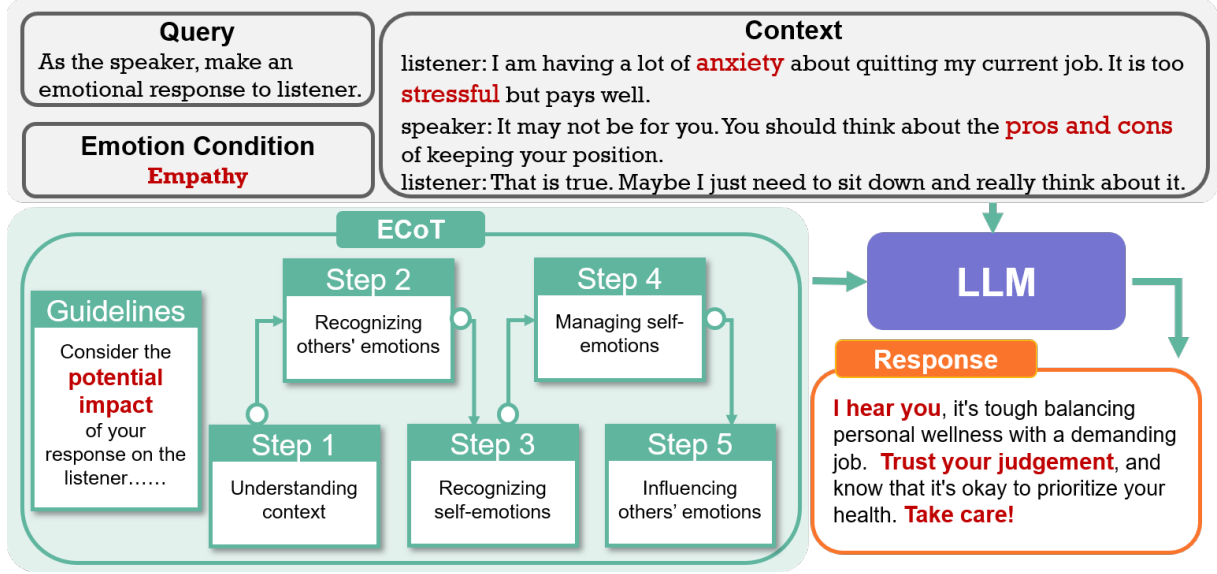 Query
As the speaker, make an
emotional response to listener.
Emotion Condition
Empathy
Context
listener: I am having a lot of anxiety about quitting my current job. It is too
stressful but pays well.
speaker: It may not be for you. You should think about the pros and cons
of keeping your position.
listener: That is true. Maybe I just need to sit down and really think about it.
ECoT
Guidelines
Consider the
potential
impact
of your
response on the
listener……
Step 1
Understanding
context
Step 2
Recognizing
others' emotions
Step 3
Recognizing
self-emotions
Step 4
Managing self-
emotions
Step 5
Influencing
others’ emotions
LLM
Response
I hear you, it's tough balancing
personal wellness with a demanding
job. Trust your judgement, and
know that it's okay to prioritize your
health. Take care!